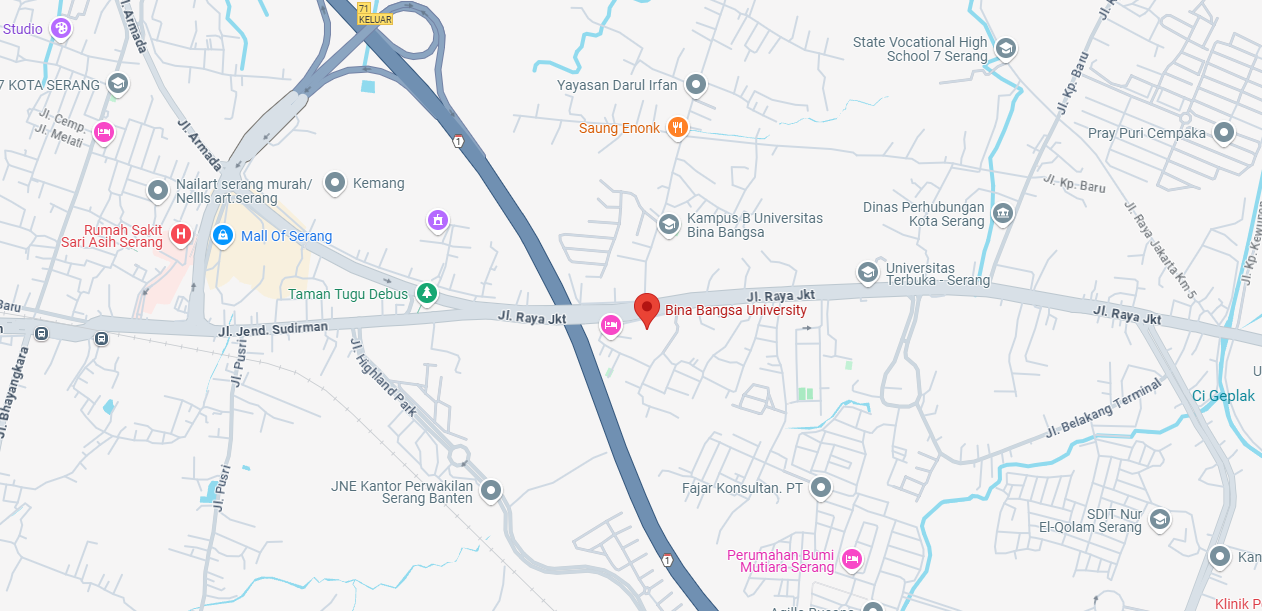 71
KELUAR
Studio
Jl. Armada
7 KOTA SERANG
Jl. Cemp.
Jl. Melati
Jl. Armada
Yayasan Darul Irfan
Saung Enonk
State Vocational High
School 7 Serang
Jl. Kp. Baru
Pray Puri Cempaka
1
Nailart serang murah/
Nellls art.serang
Kemang
Jl. Kp. Baru
Rumah Sakit
Sari Asih Serang
Mall Of Serang
Kampus B Universitas
Bina Bangsa
Dinas Perhubungan
Kota Serang
Jl. Raya Jakarta Km 5
Universitas
Terbuka - Serang
Taman Tugu Debus
Jl. Raya Jkt
Bina Bangsa University
Jl. Raya Jkt
Jl. Raya Jkt
Baru
Jl. Jend. Sudirman
Jl. Bhayangkara
Jl. Pusri
Jl. Highland Park
Ci Geplak
Jl. Belakang Terminal
Jl. Pusri
JNE Kantor Perwakilan
Serang Banten
Fajar Konsultan. PT
SDIT Nur
El-Qolam Serang
1
Perumahan Bumi
Mutiara Serang
Klinik P